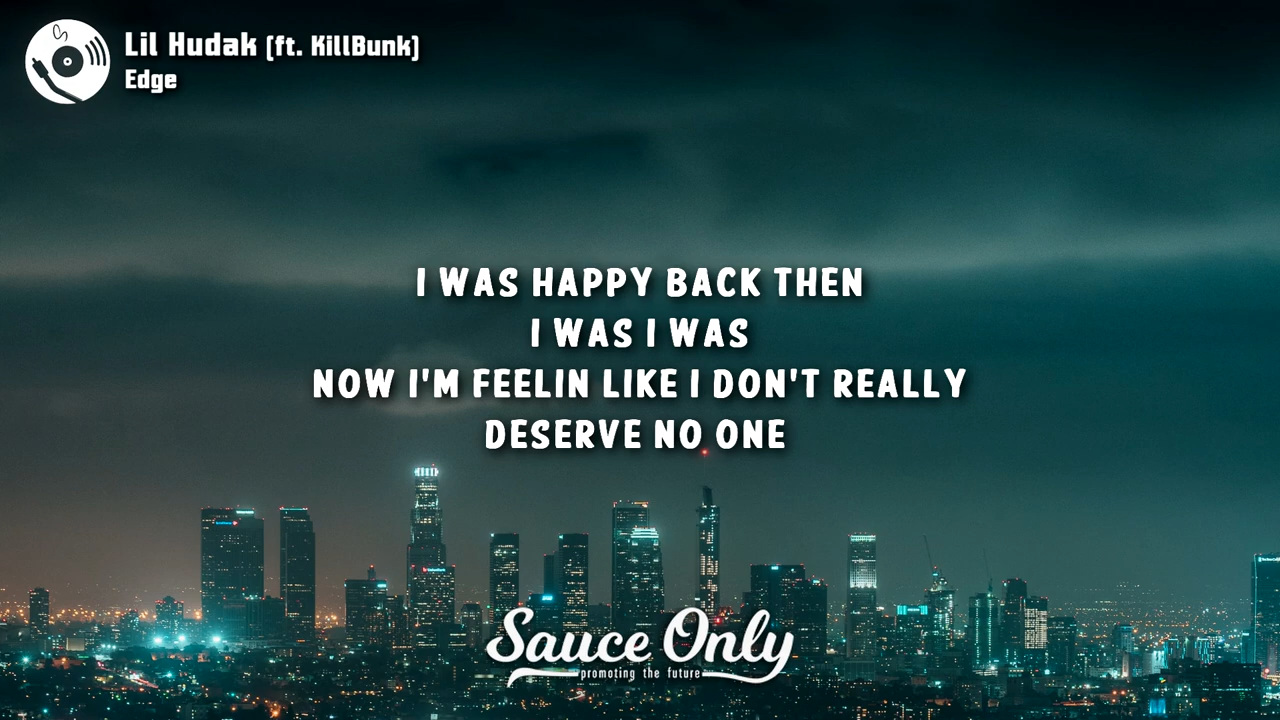 Lil Hudak (ft. KillBunk)
Edge
I WAS HAPPY BACK THEN
I WAS I WAS
NOW I'M FEELIN LIKE I DON'T REALLY
DESERVE NO ONE
Sauce Only
promoting the future